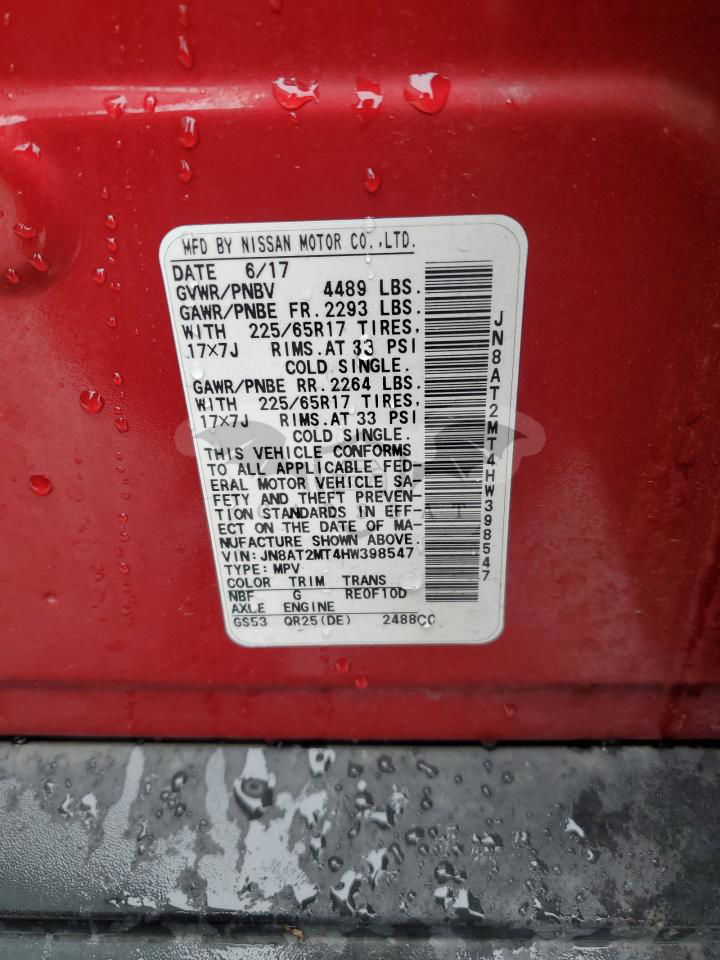 MFD BY NISSAN MOTOR CO.,LTD.
DATE 6/17
GVWR/PNBV 4489 LBS.
GAWR/PNBE FR. 2293 LBS.
WITH 225/65R17 TIRES,
17×7J RIMS.AT 33 PSI
COLD SINGLE.
GAWR/PNBE RR. 2264 LBS.
WITH 225/65R17 TIRES,
17×7J RIMS.AT 33 PSI
COLD SINGLE.
THIS VEHICLE CONFORMS
TO ALL APPLICABLE FED-
ERAL MOTOR VEHICLE SA-
FETY AND THEFT PREVEN-
TION STANDARDS IN EFF-
ECT ON THE DATE OF MA-
NUFACTURE SHOWN ABOVE.
VIN:JN8AT2MT4HW398547
TYPE:MPV
COLOR TRIM TRANS
NBF G RE0F10D
AXLE ENGINE
GS53 QR25(DE) 2488CC
JN8AT2MT4HW398547